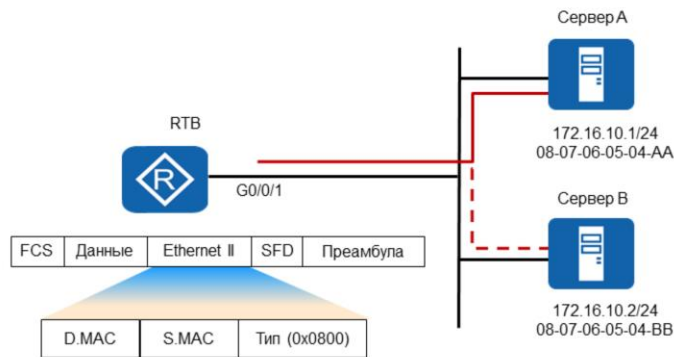 Сервер A
172.16.10.1/24
08-07-06-05-04-AA
RTB
R
G0/0/1
Сервер B
172.16.10.2/24
08-07-06-05-04-BB
FCS Данные Ethernet II SFD Преамбула
D.MAC S.MAC Тип (0x0800)